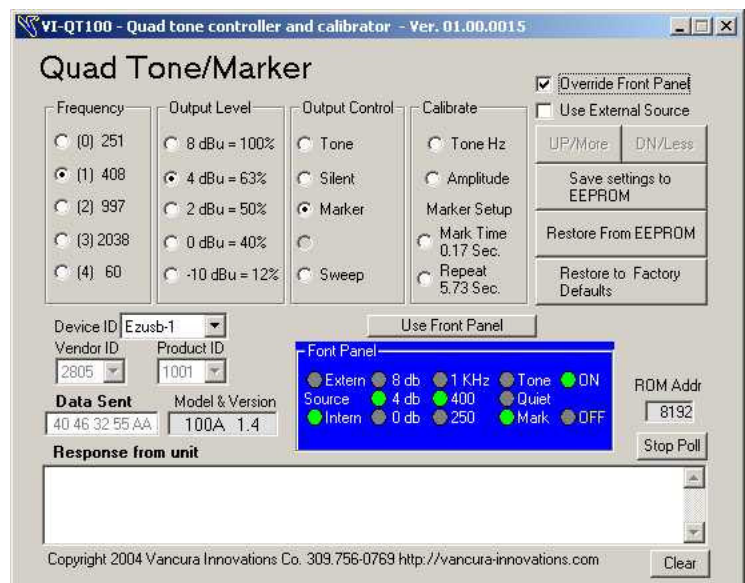 VI-QT100 - Quad tone controller and calibrator - Ver. 01.00.0015
Quad Tone/Marker
Override Front Panel
Use External Source
Frequency
(0) 251
(1) 408
(2) 997
(3) 2038
(4) 60
Output Level
8 dBu = 100%
4 dBu = 63%
2 dBu = 50%
0 dBu = 40%
-10 dBu = 12%
Output Control
Tone
Silent
Marker
Sweep
Calibrate
Tone Hz
Amplitude
Marker Setup
Mark Time
0.17 Sec.
Repeat
5.73 Sec.
UP/More DN/Less
Save settings to
EEPROM
Restore From EEPROM
Restore to Factory
Defaults
Device ID Ezusb-1
Use Front Panel
Vendor ID Product ID
2805 1001
Data Sent Model & Version
40 46 32 55 AA 100A 1.4
Font Panel
Extern 8 db 1 KHz Tone ON
Source 4 db 400 Quiet
Intern 0 db 250 Mark OFF
ROM Addr
8192
Stop Poll
Response from unit
Copyright 2004 Vancura Innovations Co. 309.756-0769 http://vancura-innovations.com
Clear